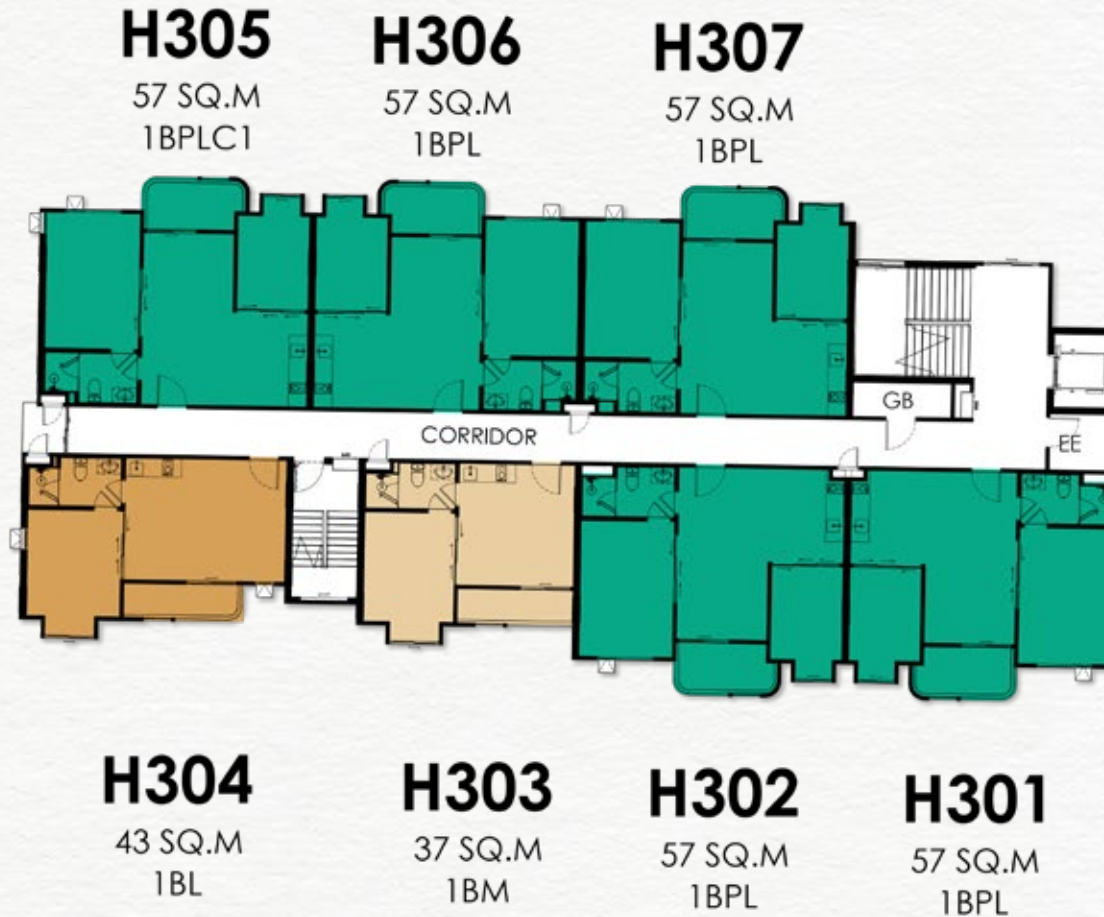 H305
57 SQ.M
1BPLC1
H306
57 SQ.M
1BPL
H307
57 SQ.M
1BPL
GB
CORRIDOR
EE
H304
43 SQ.M
1BL
H303
37 SQ.M
1BM
H302
57 SQ.M
1BPL
H301
57 SQ.M
1BPL